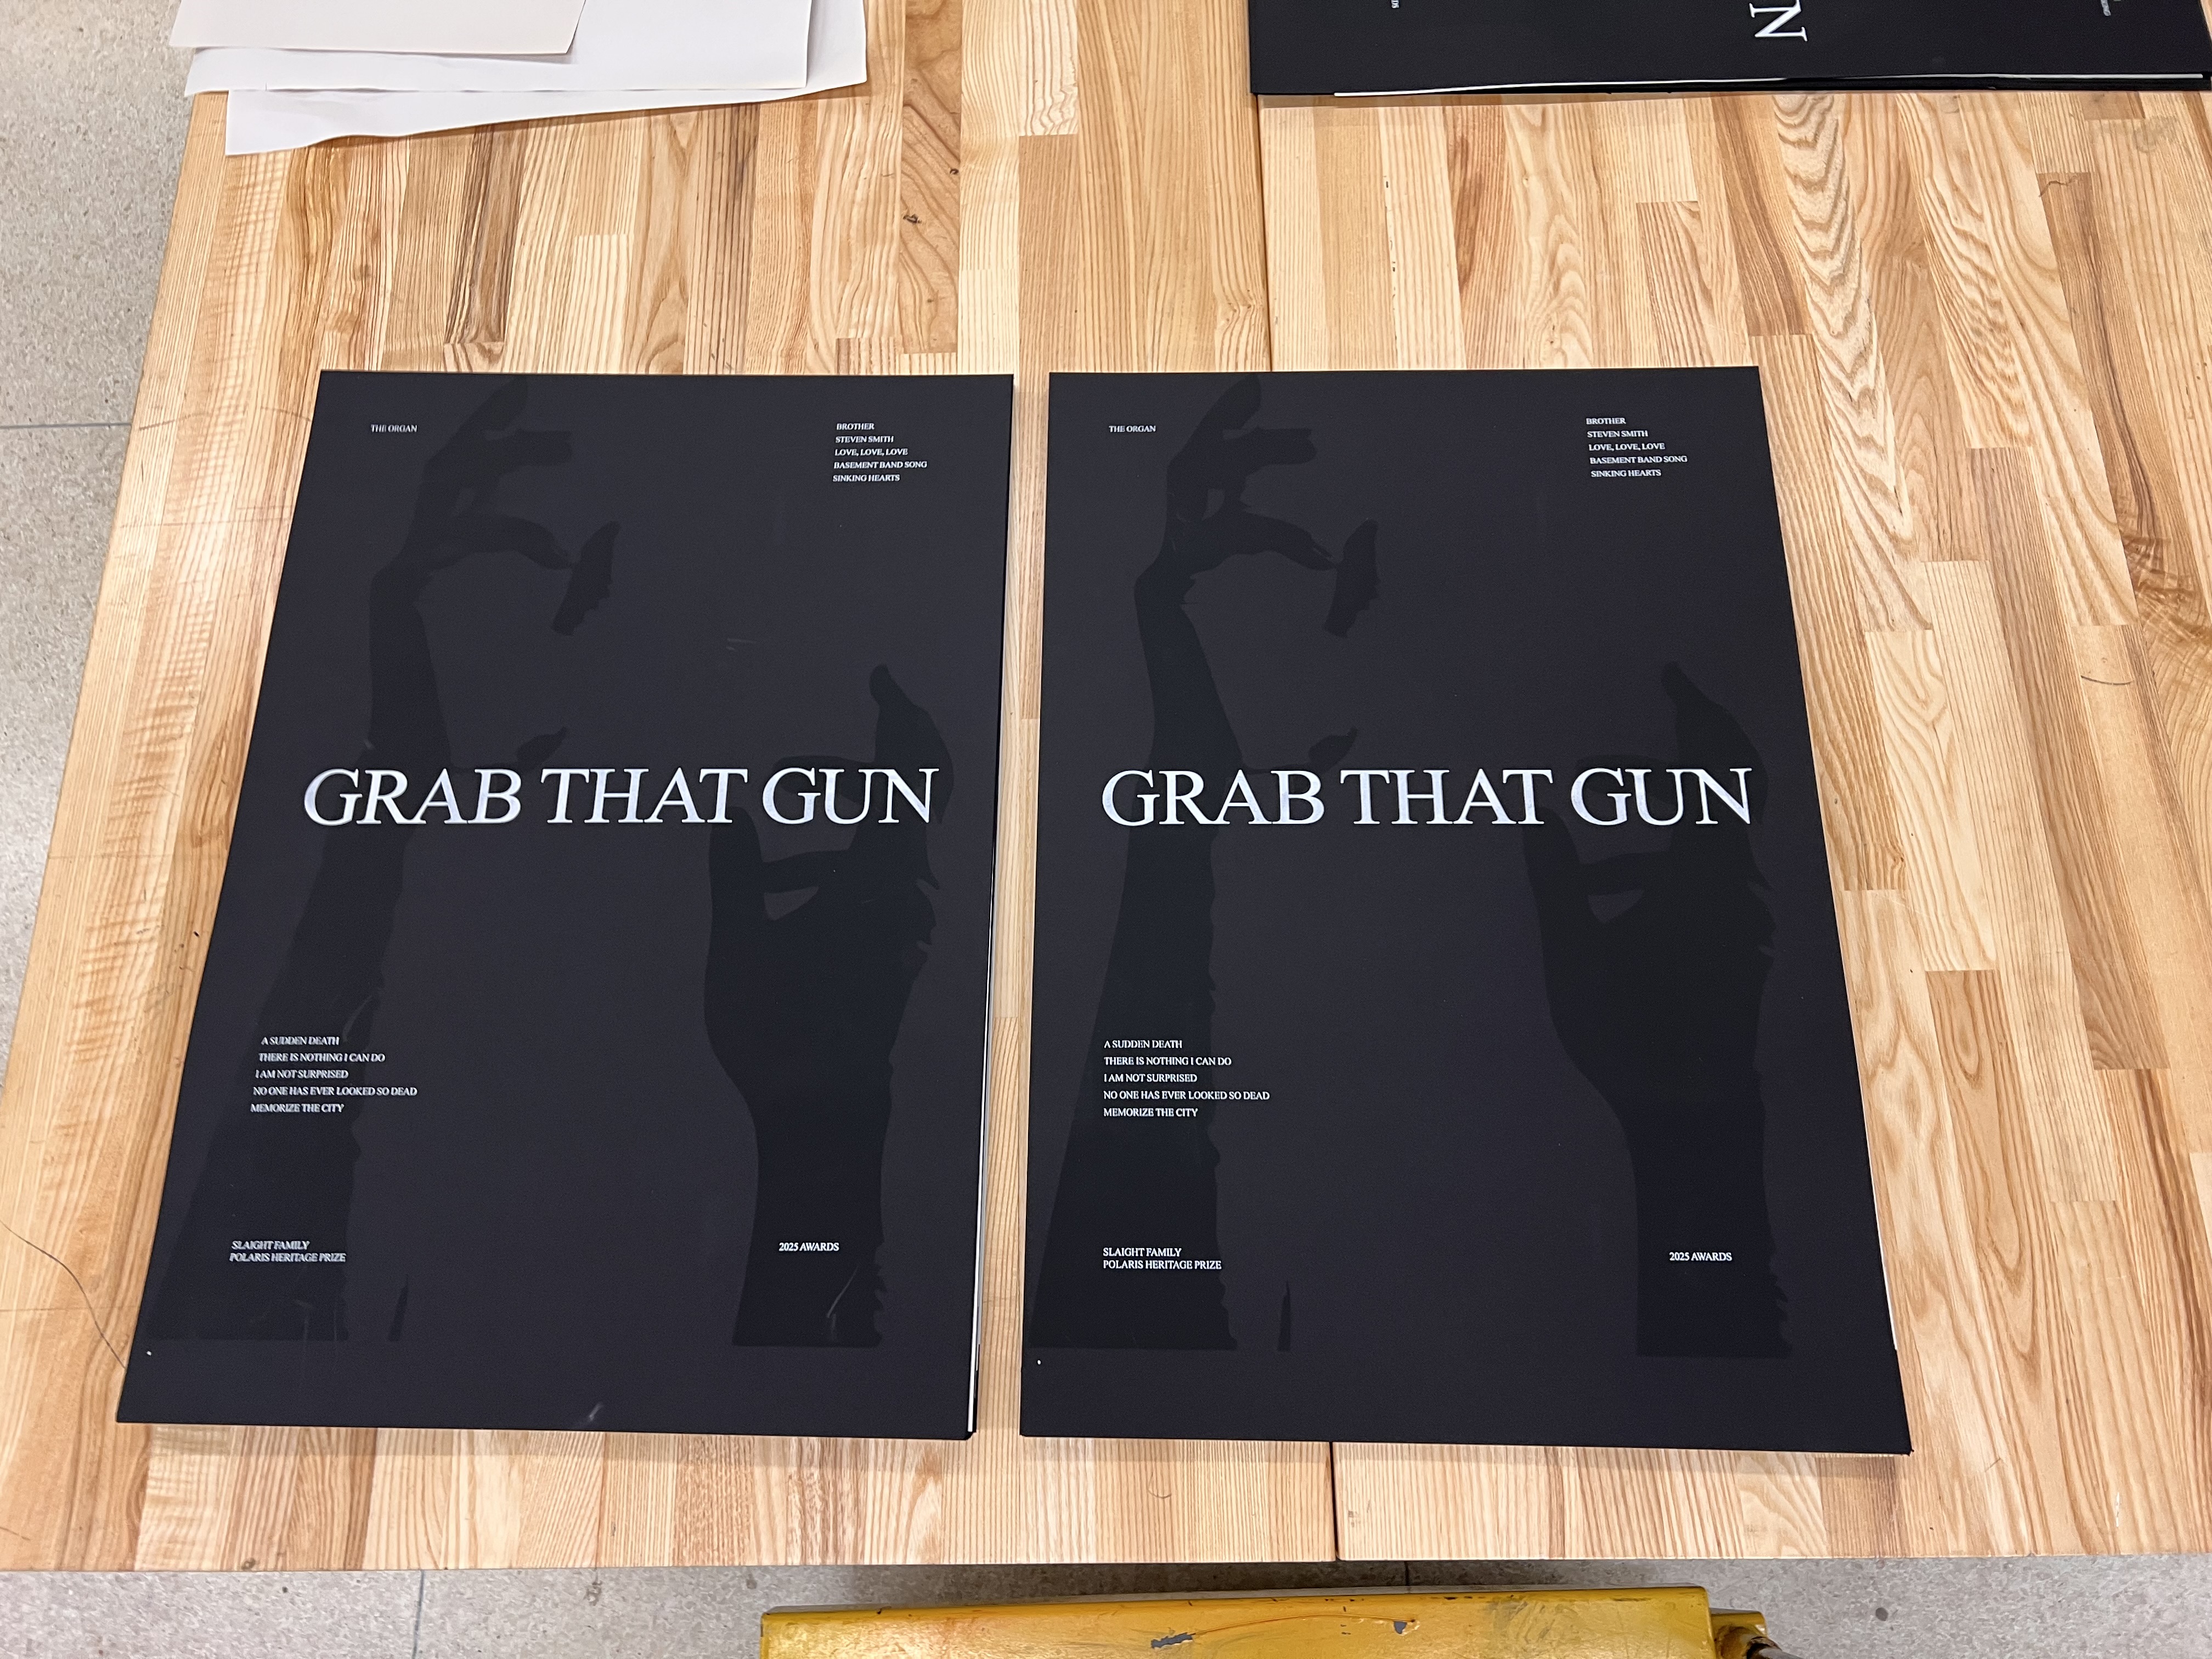 N
THE ORGAN
BROTHER
STEVEN SMITH
LOVE, LOVE, LOVE
BASEMENT BAND SONG
SINKING HEARTS
GRAB THAT GUN
A SUDDEN DEATH
THERE IS NOTHING I CAN DO
I AM NOT SURPRISED
NO ONE HAS EVER LOOKED SO DEAD
MEMORIZE THE CITY
SLAIGHT FAMILY
POLARIS HERITAGE PRIZE
2025 AWARDS
THE ORGAN
BROTHER
STEVEN SMITH
LOVE, LOVE, LOVE
BASEMENT BAND SONG
SINKING HEARTS
GRAB THAT GUN
A SUDDEN DEATH
THERE IS NOTHING I CAN DO
I AM NOT SURPRISED
NO ONE HAS EVER LOOKED SO DEAD
MEMORIZE THE CITY
SLAIGHT FAMILY
POLARIS HERITAGE PRIZE
2025 AWARDS